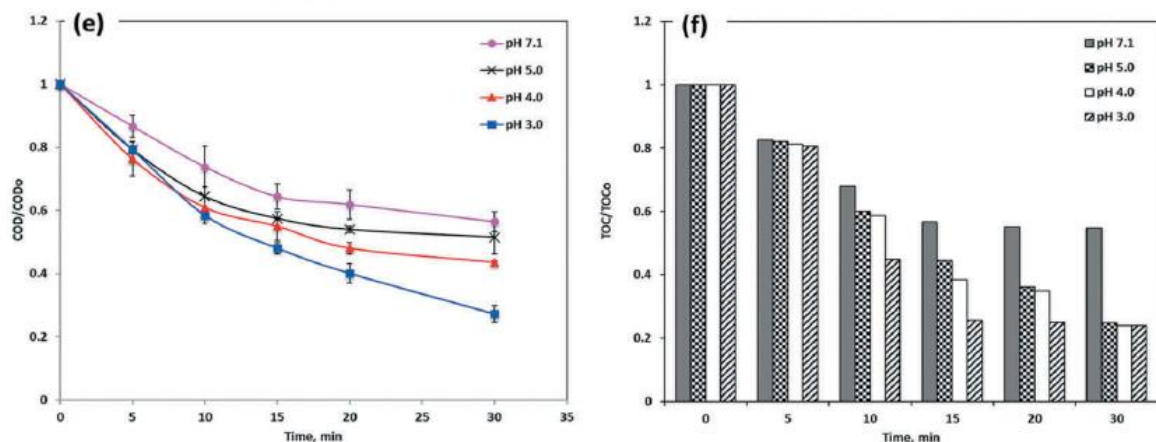 (e)
1.2
1
0.8
0.6
0.4
0.2
0
COD/CODo
pH 7.1
pH 5.0
pH 4.0
pH 3.0
0 5 10 15 20 25 30 35
Time, min
(f)
1.2
1
0.8
0.6
0.4
0.2
0
TOC/TOCo
pH 7.1
pH 5.0
pH 4.0
pH 3.0
0 5 10 15 20 30
Time, min